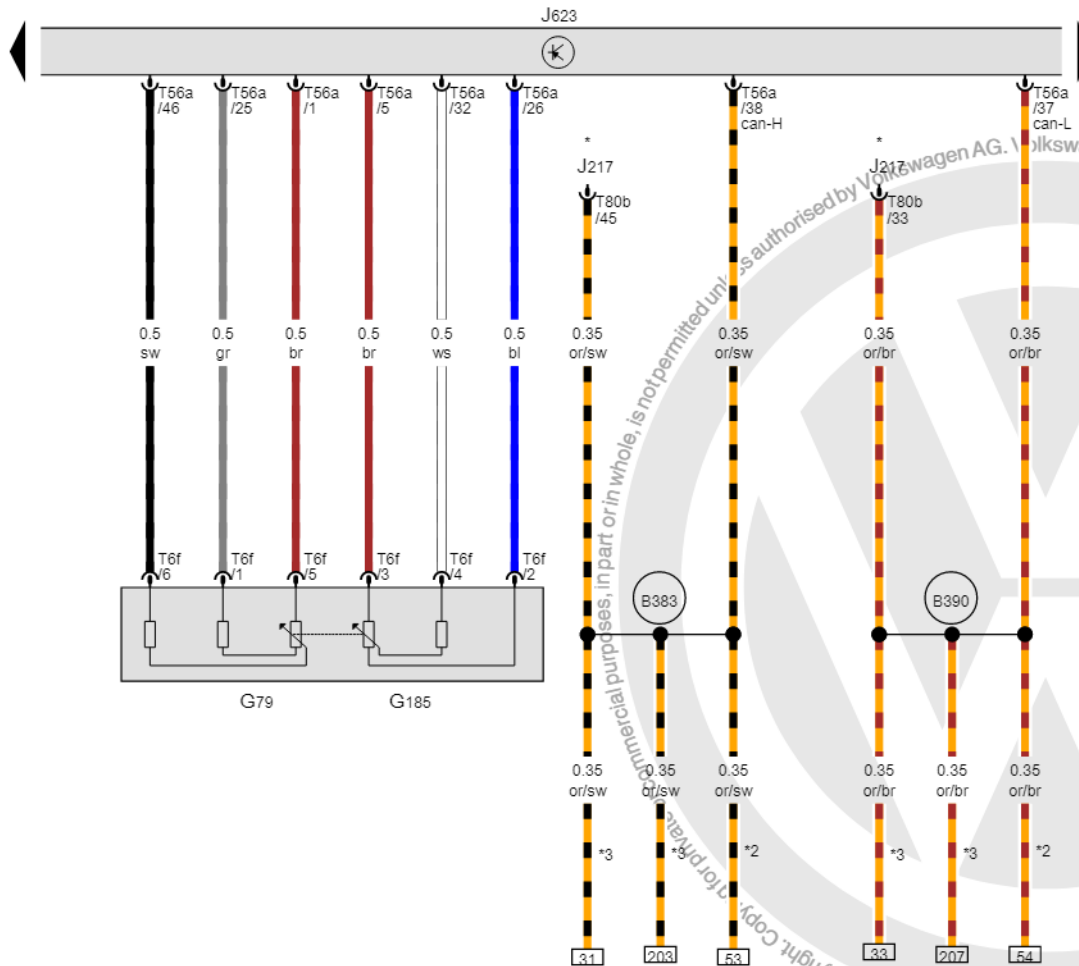 J623
T56a
/46
T56a
/25
T56a
/1
T56a
/5
T56a
/32
T56a
/26
T56a
/38
can-H
T56a
/37
can-L
*
J217
T80b
/45
*
J217
T80b
/33
0.5
sw
0.5
gr
0.5
br
0.5
br
0.5
ws
0.5
bl
0.35
or/sw
0.35
or/sw
0.35
or/br
0.35
or/br
T6f
/6
T6f
/1
T6f
/5
T6f
/3
T6f
/4
T6f
/2
G79
G185
B383
B390
0.35
or/sw
0.35
or/sw
0.35
or/sw
0.35
or/br
0.35
or/br
0.35
or/br
*3
*3
*2
*3
*3
*2
31
203
53
33
207
54
for private or commercial purposes, in part or in whole, is not permitted unless authorised by Volkswagen AG.